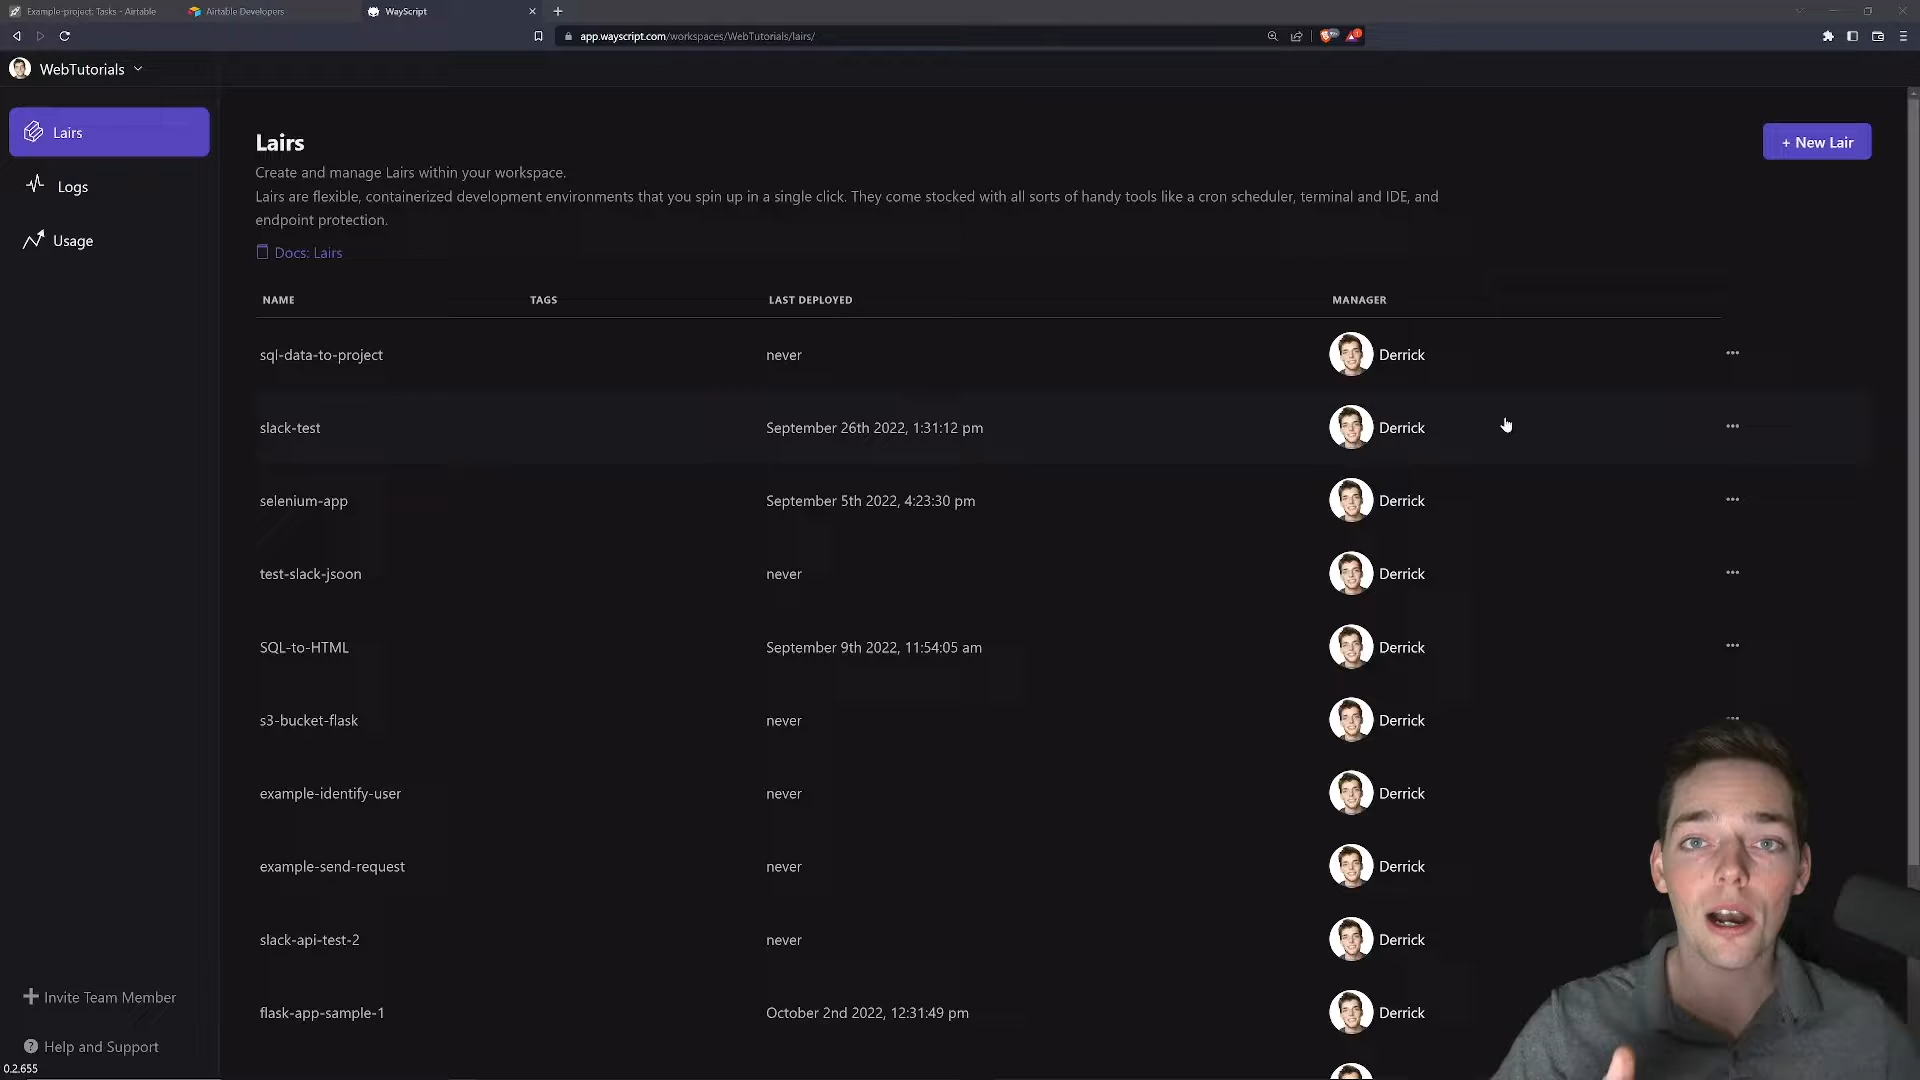 Example-project: Tasks - Airtable
Airtable Developers
WayScript
app.wayscript.com/workspaces/WebTutorials/lairs/
WebTutorials
Lairs
Logs
Usage
Lairs
+ New Lair
Create and manage Lairs within your workspace.
Lairs are flexible, containerized development environments that you spin up in a single click. They come stocked with all sorts of handy tools like a cron scheduler, terminal and IDE, and
endpoint protection.
Docs: Lairs
NAME TAGS LAST DEPLOYED MANAGER
sql-data-to-project never Derrick
slack-test September 26th 2022, 1:31:12 pm Derrick
selenium-app September 5th 2022, 4:23:30 pm Derrick
test-slack-jsoon never Derrick
SQL-to-HTML September 9th 2022, 11:54:05 am Derrick
s3-bucket-flask never Derrick
example-identify-user never Derrick
example-send-request never Derrick
slack-api-test-2 never Derrick
flask-app-sample-1 October 2nd 2022, 12:31:49 pm Derrick
Invite Team Member
Help and Support
0.2.655